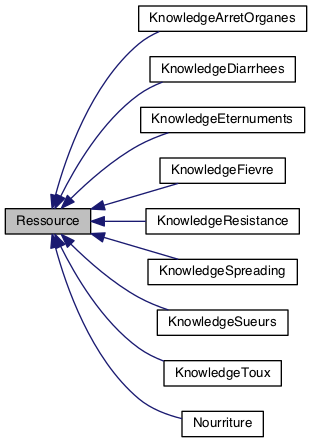 KnowledgeArretOrganes
KnowledgeDiarrhees
KnowledgeEternuments
KnowledgeFievre
Ressource
KnowledgeResistance
KnowledgeSpreading
KnowledgeSueurs
KnowledgeToux
Nourriture